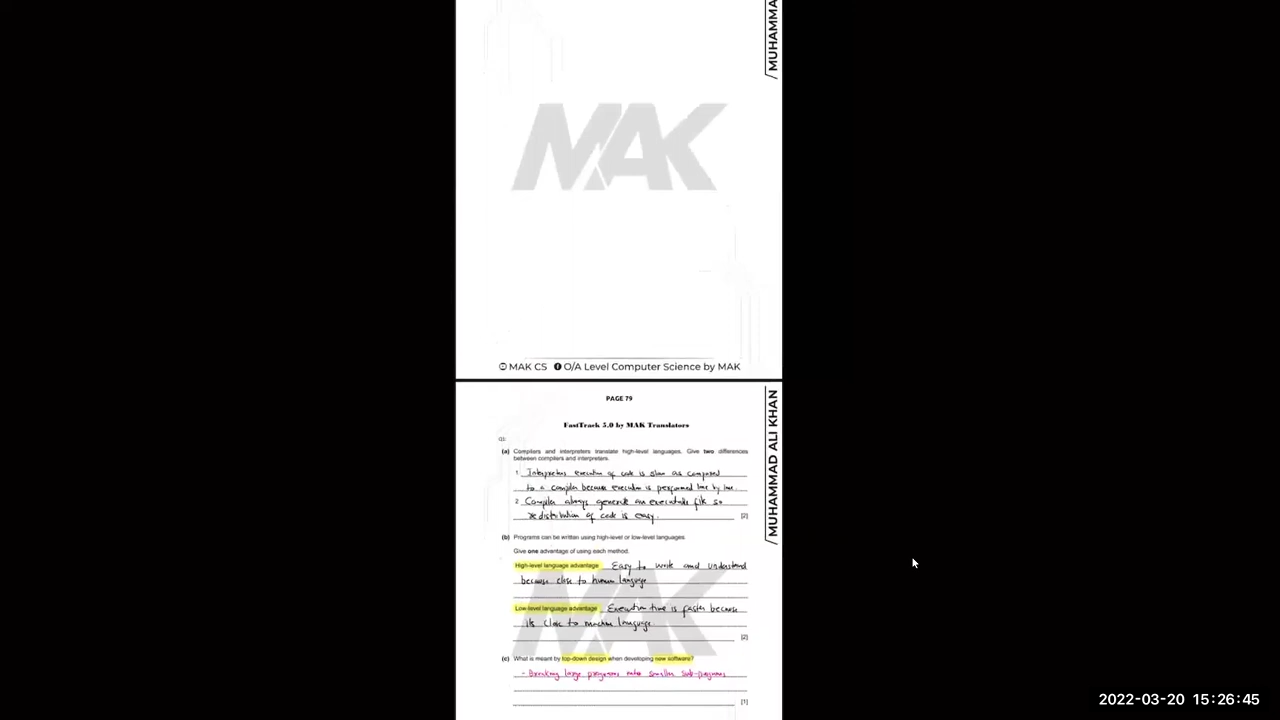 / MUHAMMA
MAK
MAK CS O/A Level Computer Science by MAK
PAGE 79
/ MUHAMMAD ALI KHAN
FastTrack 5.0 by MAK Translators
Q1:
(a) Compilers and interpreters translate high-level languages. Give two differences
between compilers and interpreters.
1 Interpreters execution of code is slow as compared
to a compiler because execution is performed line by line.
2 Compiler always generate an executable file so
redistribution of code is easy. [2]
(b) Programs can be written using high-level or low-level languages.
Give one advantage of using each method.
High-level language advantage Easy to work and understand
because close to human language
Low-level language advantage Execution time is faster because
its close to machine language. [2]
MAK
(c) What is meant by top-down design when developing new software?
- Breaking large programs into smaller sub-programs
[1]
2022-03-20 15:26:45